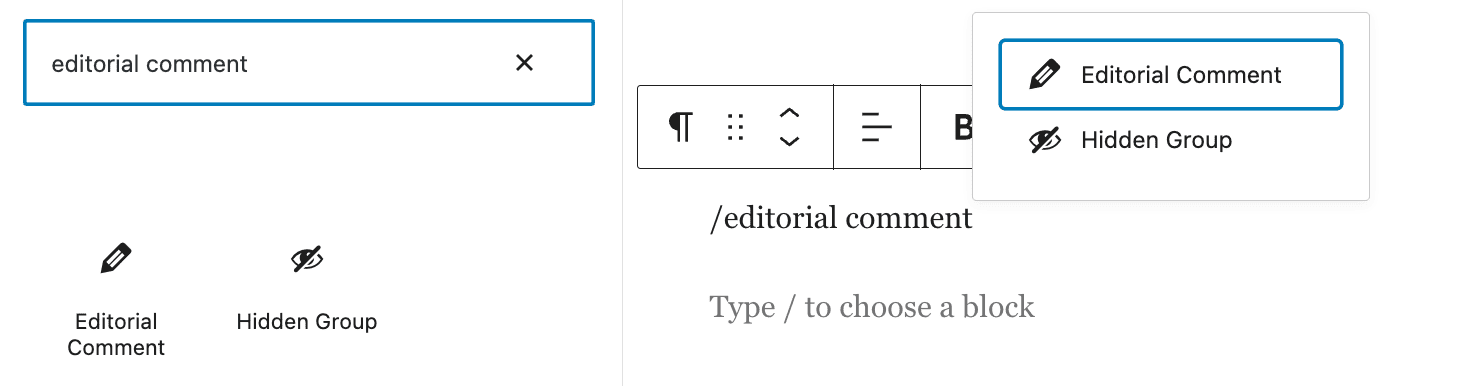 editorial comment
Editorial
Comment
Hidden Group
B
/editorial comment
Type / to choose a block
Editorial Comment
Hidden Group